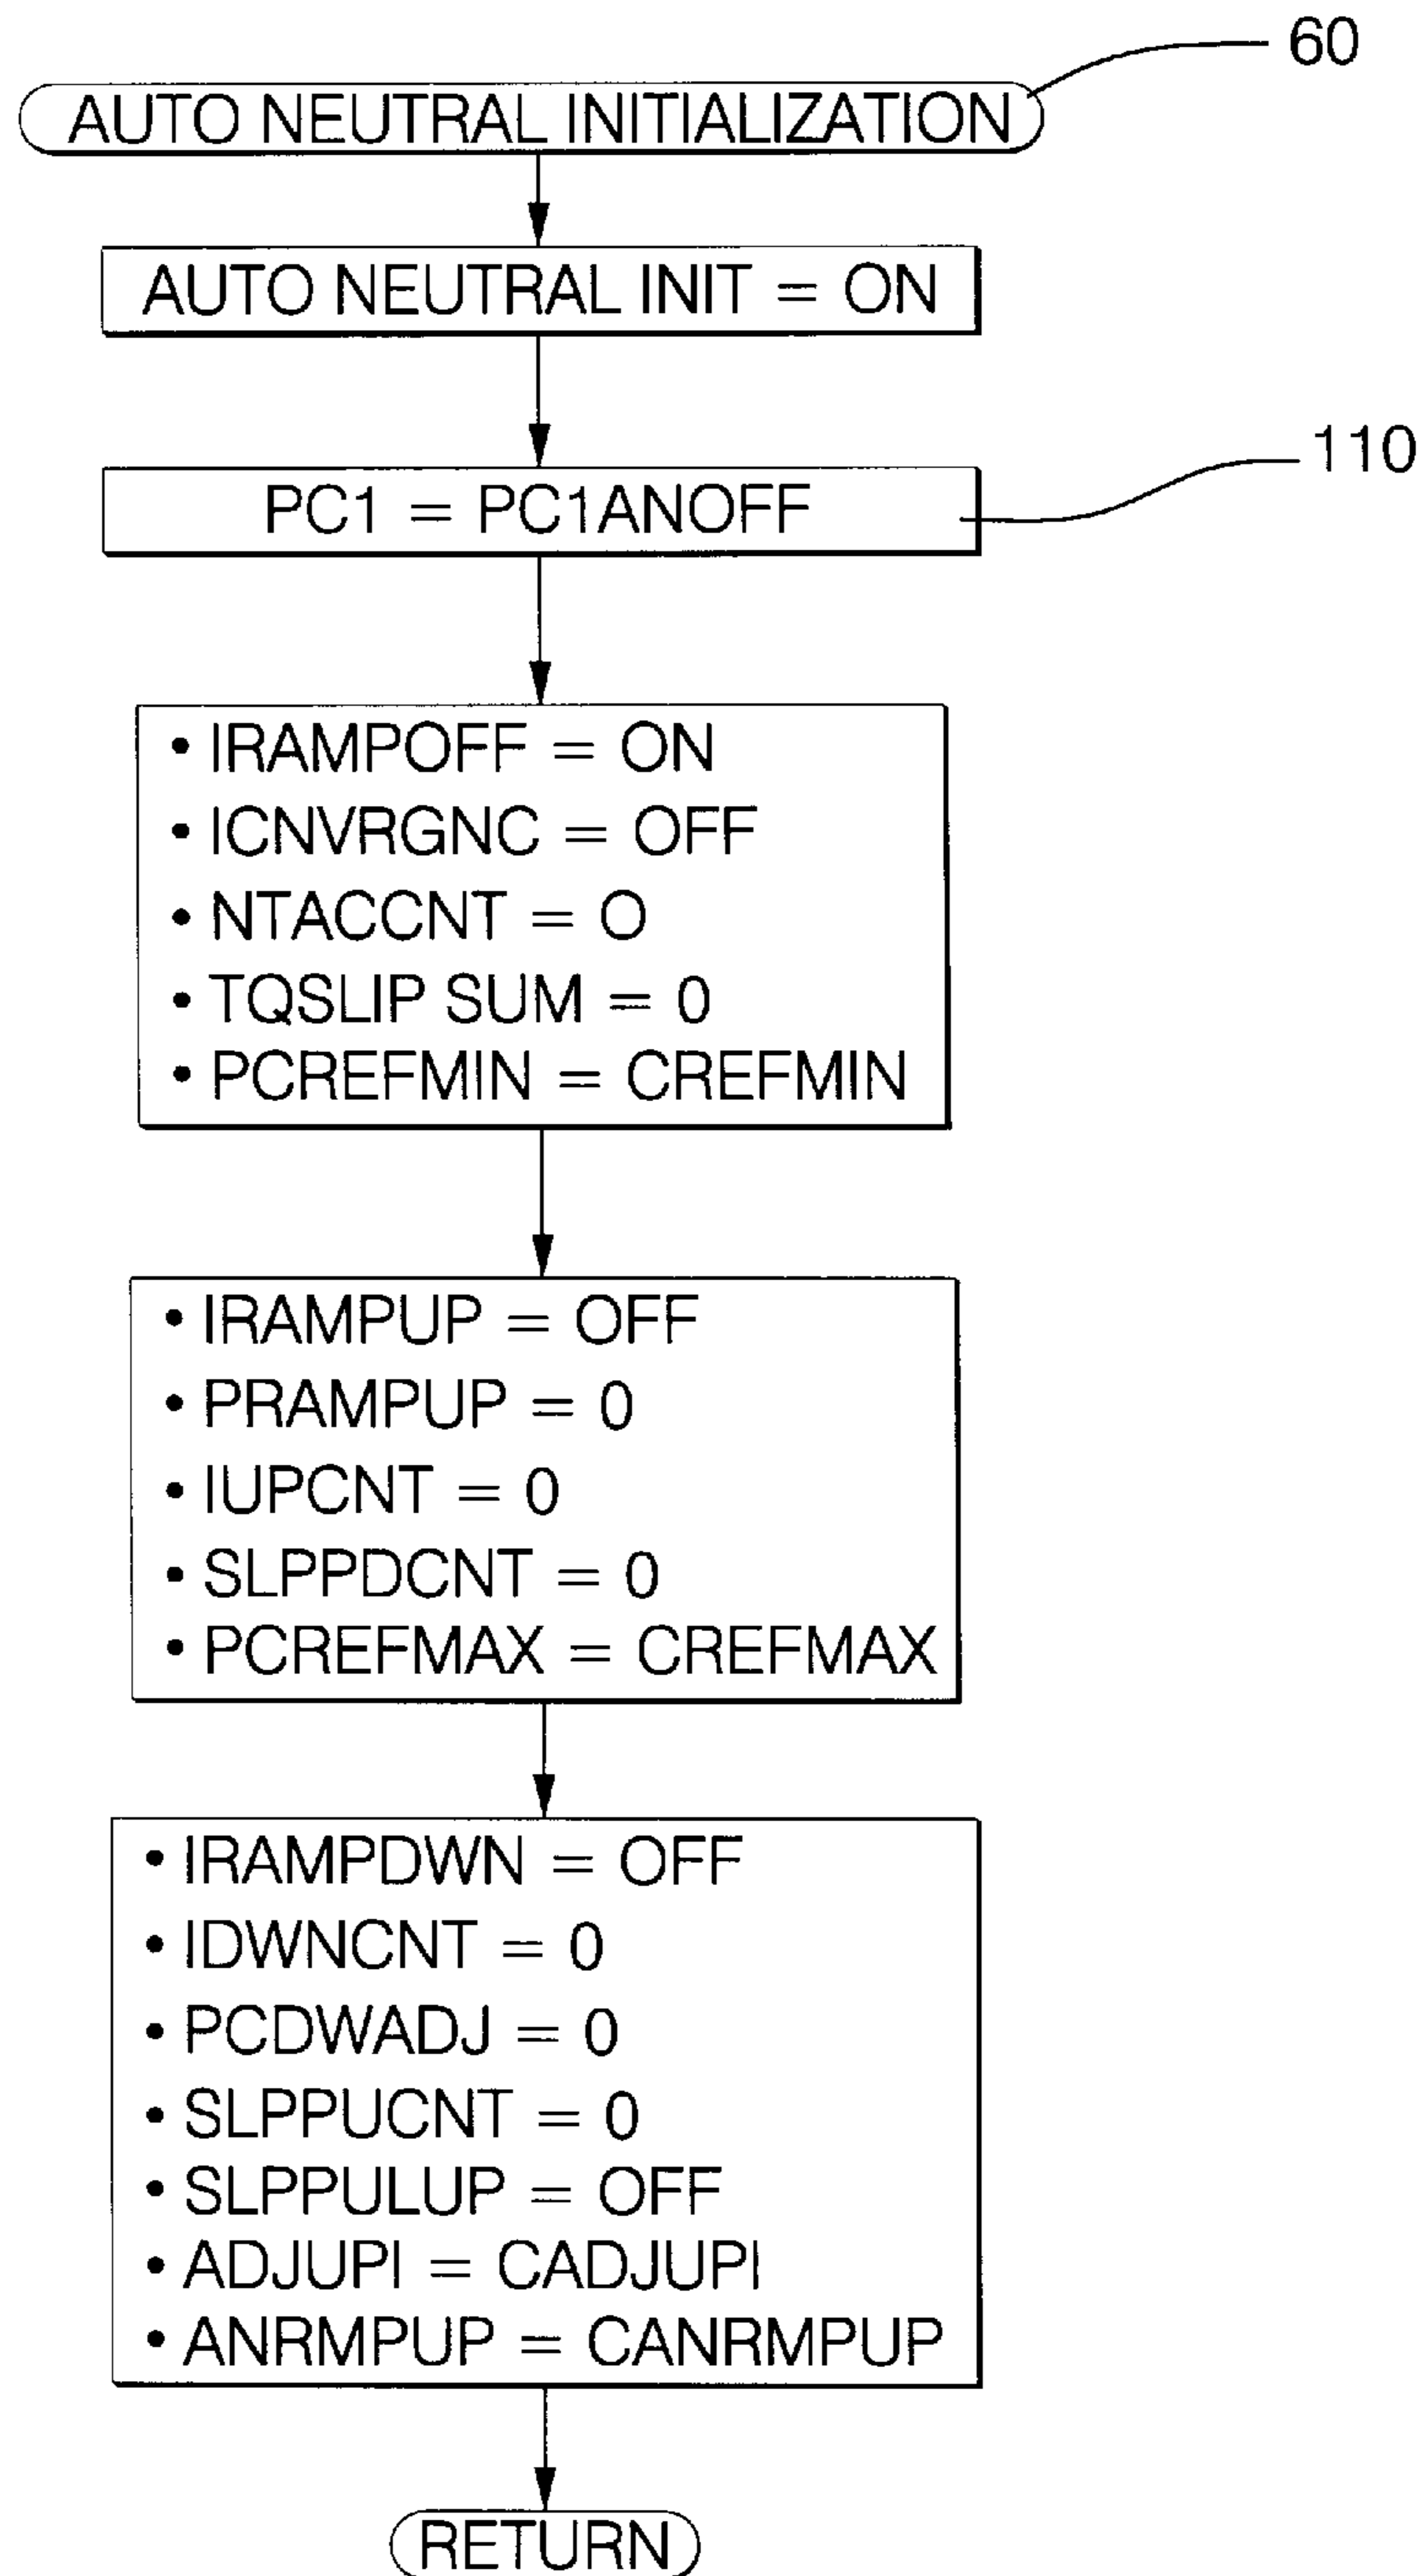 60
AUTO NEUTRAL INITIALIZATION
AUTO NEUTRAL INIT = ON
110
PC1 = PC1ANOFF
• IRAMPOFF = ON
• ICNVRGNC = OFF
• NTACCNT = O
• TQSLIP SUM = 0
• PCREFMIN = CREFMIN
• IRAMPUP = OFF
• PRAMPUP = 0
• IUPCNT = 0
• SLPPDCNT = 0
• PCREFMAX = CREFMAX
• IRAMPDWN = OFF
• IDWNCNT = 0
• PCDWADJ = 0
• SLPPUCNT = 0
• SLPPULUP = OFF
• ADJUPI = CADJUPI
• ANRMPUP = CANRMPUP
RETURN